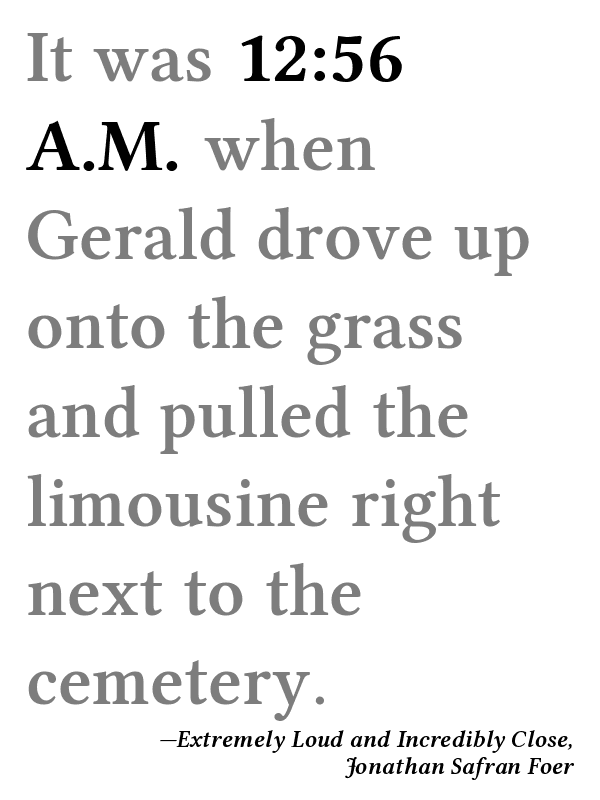 It was 12:56
A.M. when
Gerald drove up
onto the grass
and pulled the
limousine right
next to the
cemetery.
—Extremely Loud and Incredibly Close,
Jonathan Safran Foer